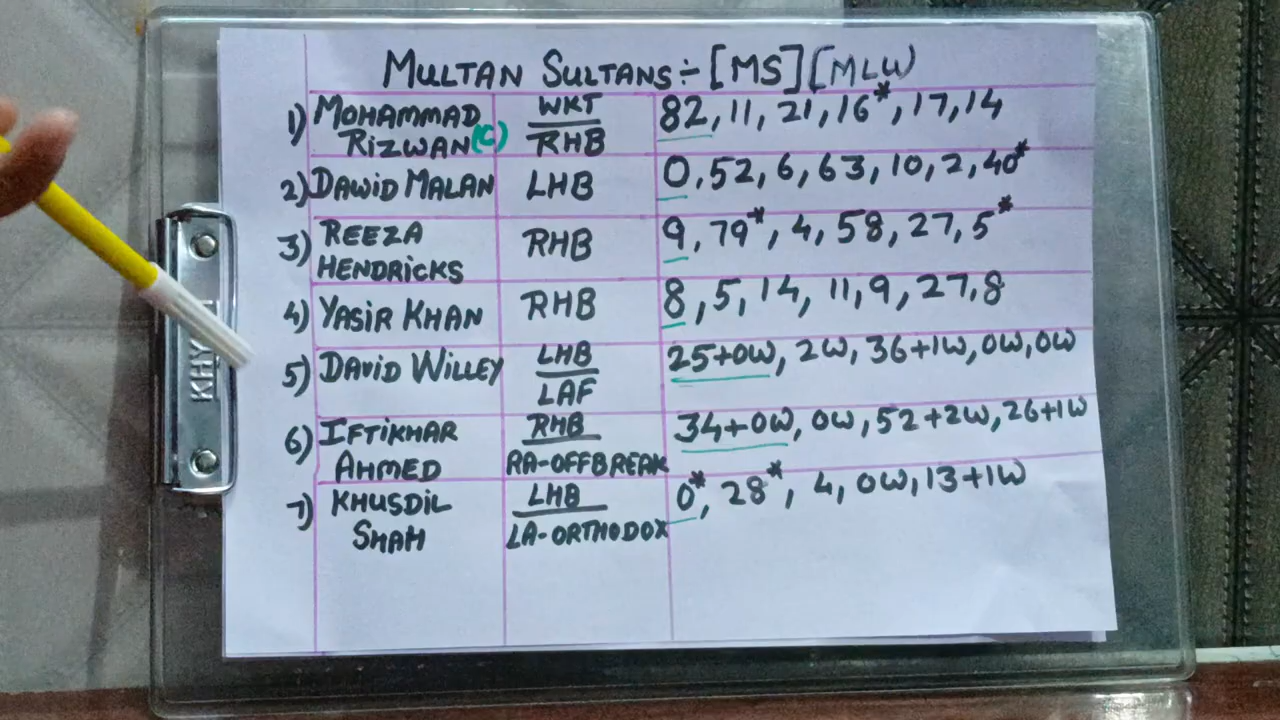 MULTAN SULTANS÷[MS][MLW)
1) MOHAMMAD RIZWAN (C) WKT RHB 82, 11, 21, 16*, 17, 14
2) DAWID MALAN LHB 0, 52, 6, 63, 10, 2, 40*
3) REEZA HENDRICKS RHB 9, 79*, 4, 58, 27, 5*
4) YASIR KHAN RHB 8, 5, 14, 11, 9, 27, 8
5) DAVID WILLEY LHB LAF 25+0W, 2W, 36+1W, 0W, 0W
6) IFTIKHAR AHMED RHB RA-OFFBREAK 34+0W, 0W, 52+2W, 26+1W
7) KHUSDIL SHAH LHB LA-ORTHODOX 0*, 28*, 4, 0W, 13+1W